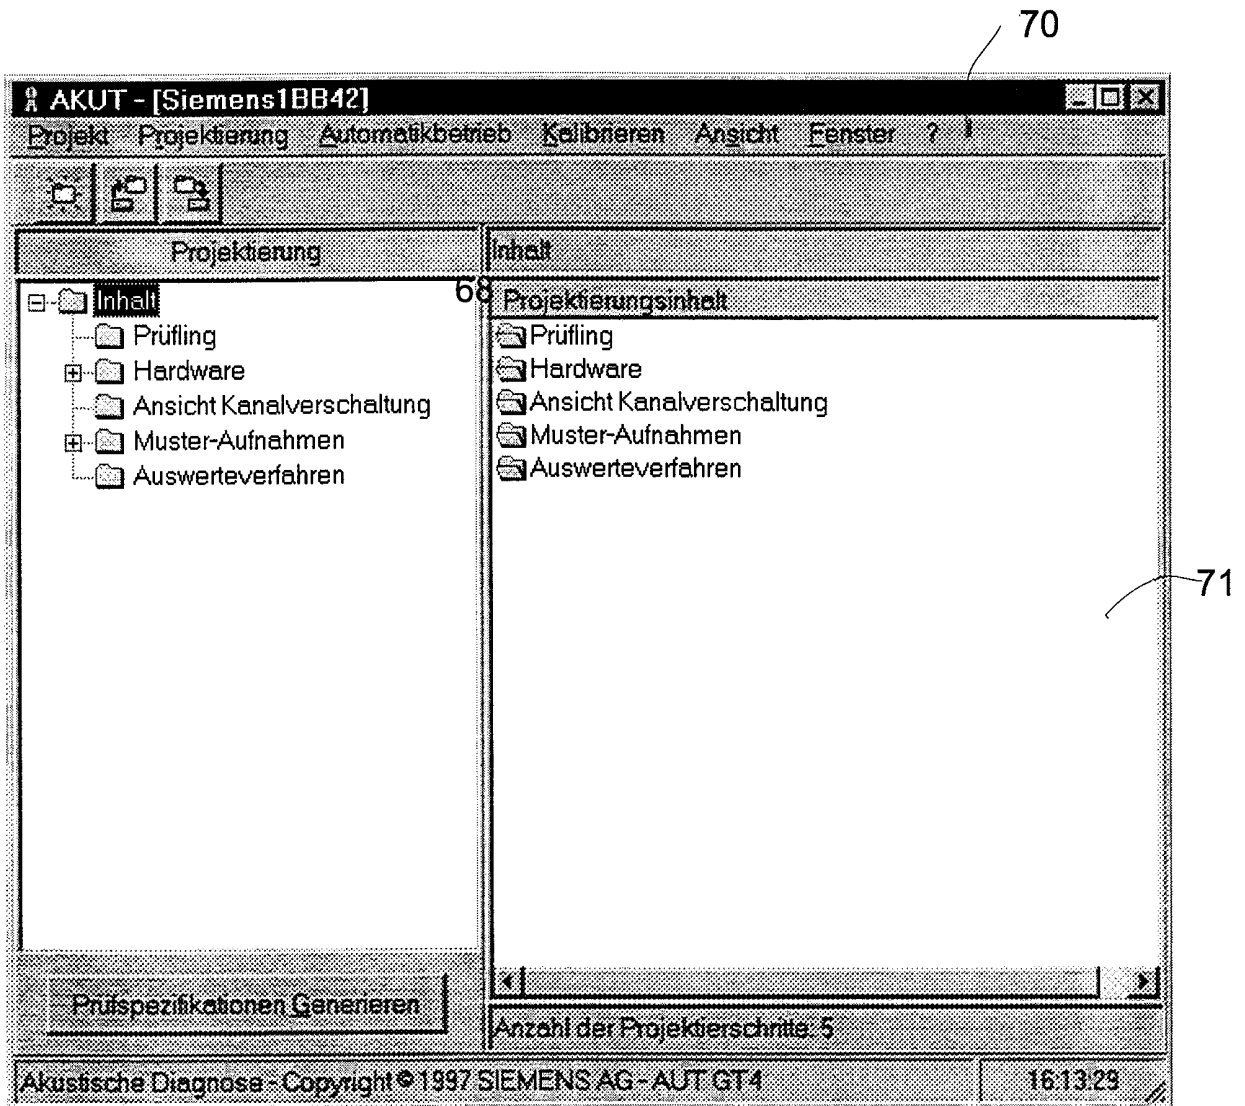 70
AKUT - [Siemens1BB42]
Projekt Projektierung Automatikbetrieb Kalibrieren Ansicht Fenster ?
Projektierung
Inhalt
Inhalt
Prüfling
Hardware
Ansicht Kanalverschaltung
Muster-Aufnahmen
Auswerteverfahren
68
Projektierungsinhalt
Prüfling
Hardware
Ansicht Kanalverschaltung
Muster-Aufnahmen
Auswerteverfahren
71
Prüfspezifikationen Generieren
Anzahl der Projektierschritte: 5
Akustische Diagnose - Copyright © 1997 SIEMENS AG - AUT GT4
16:13:29